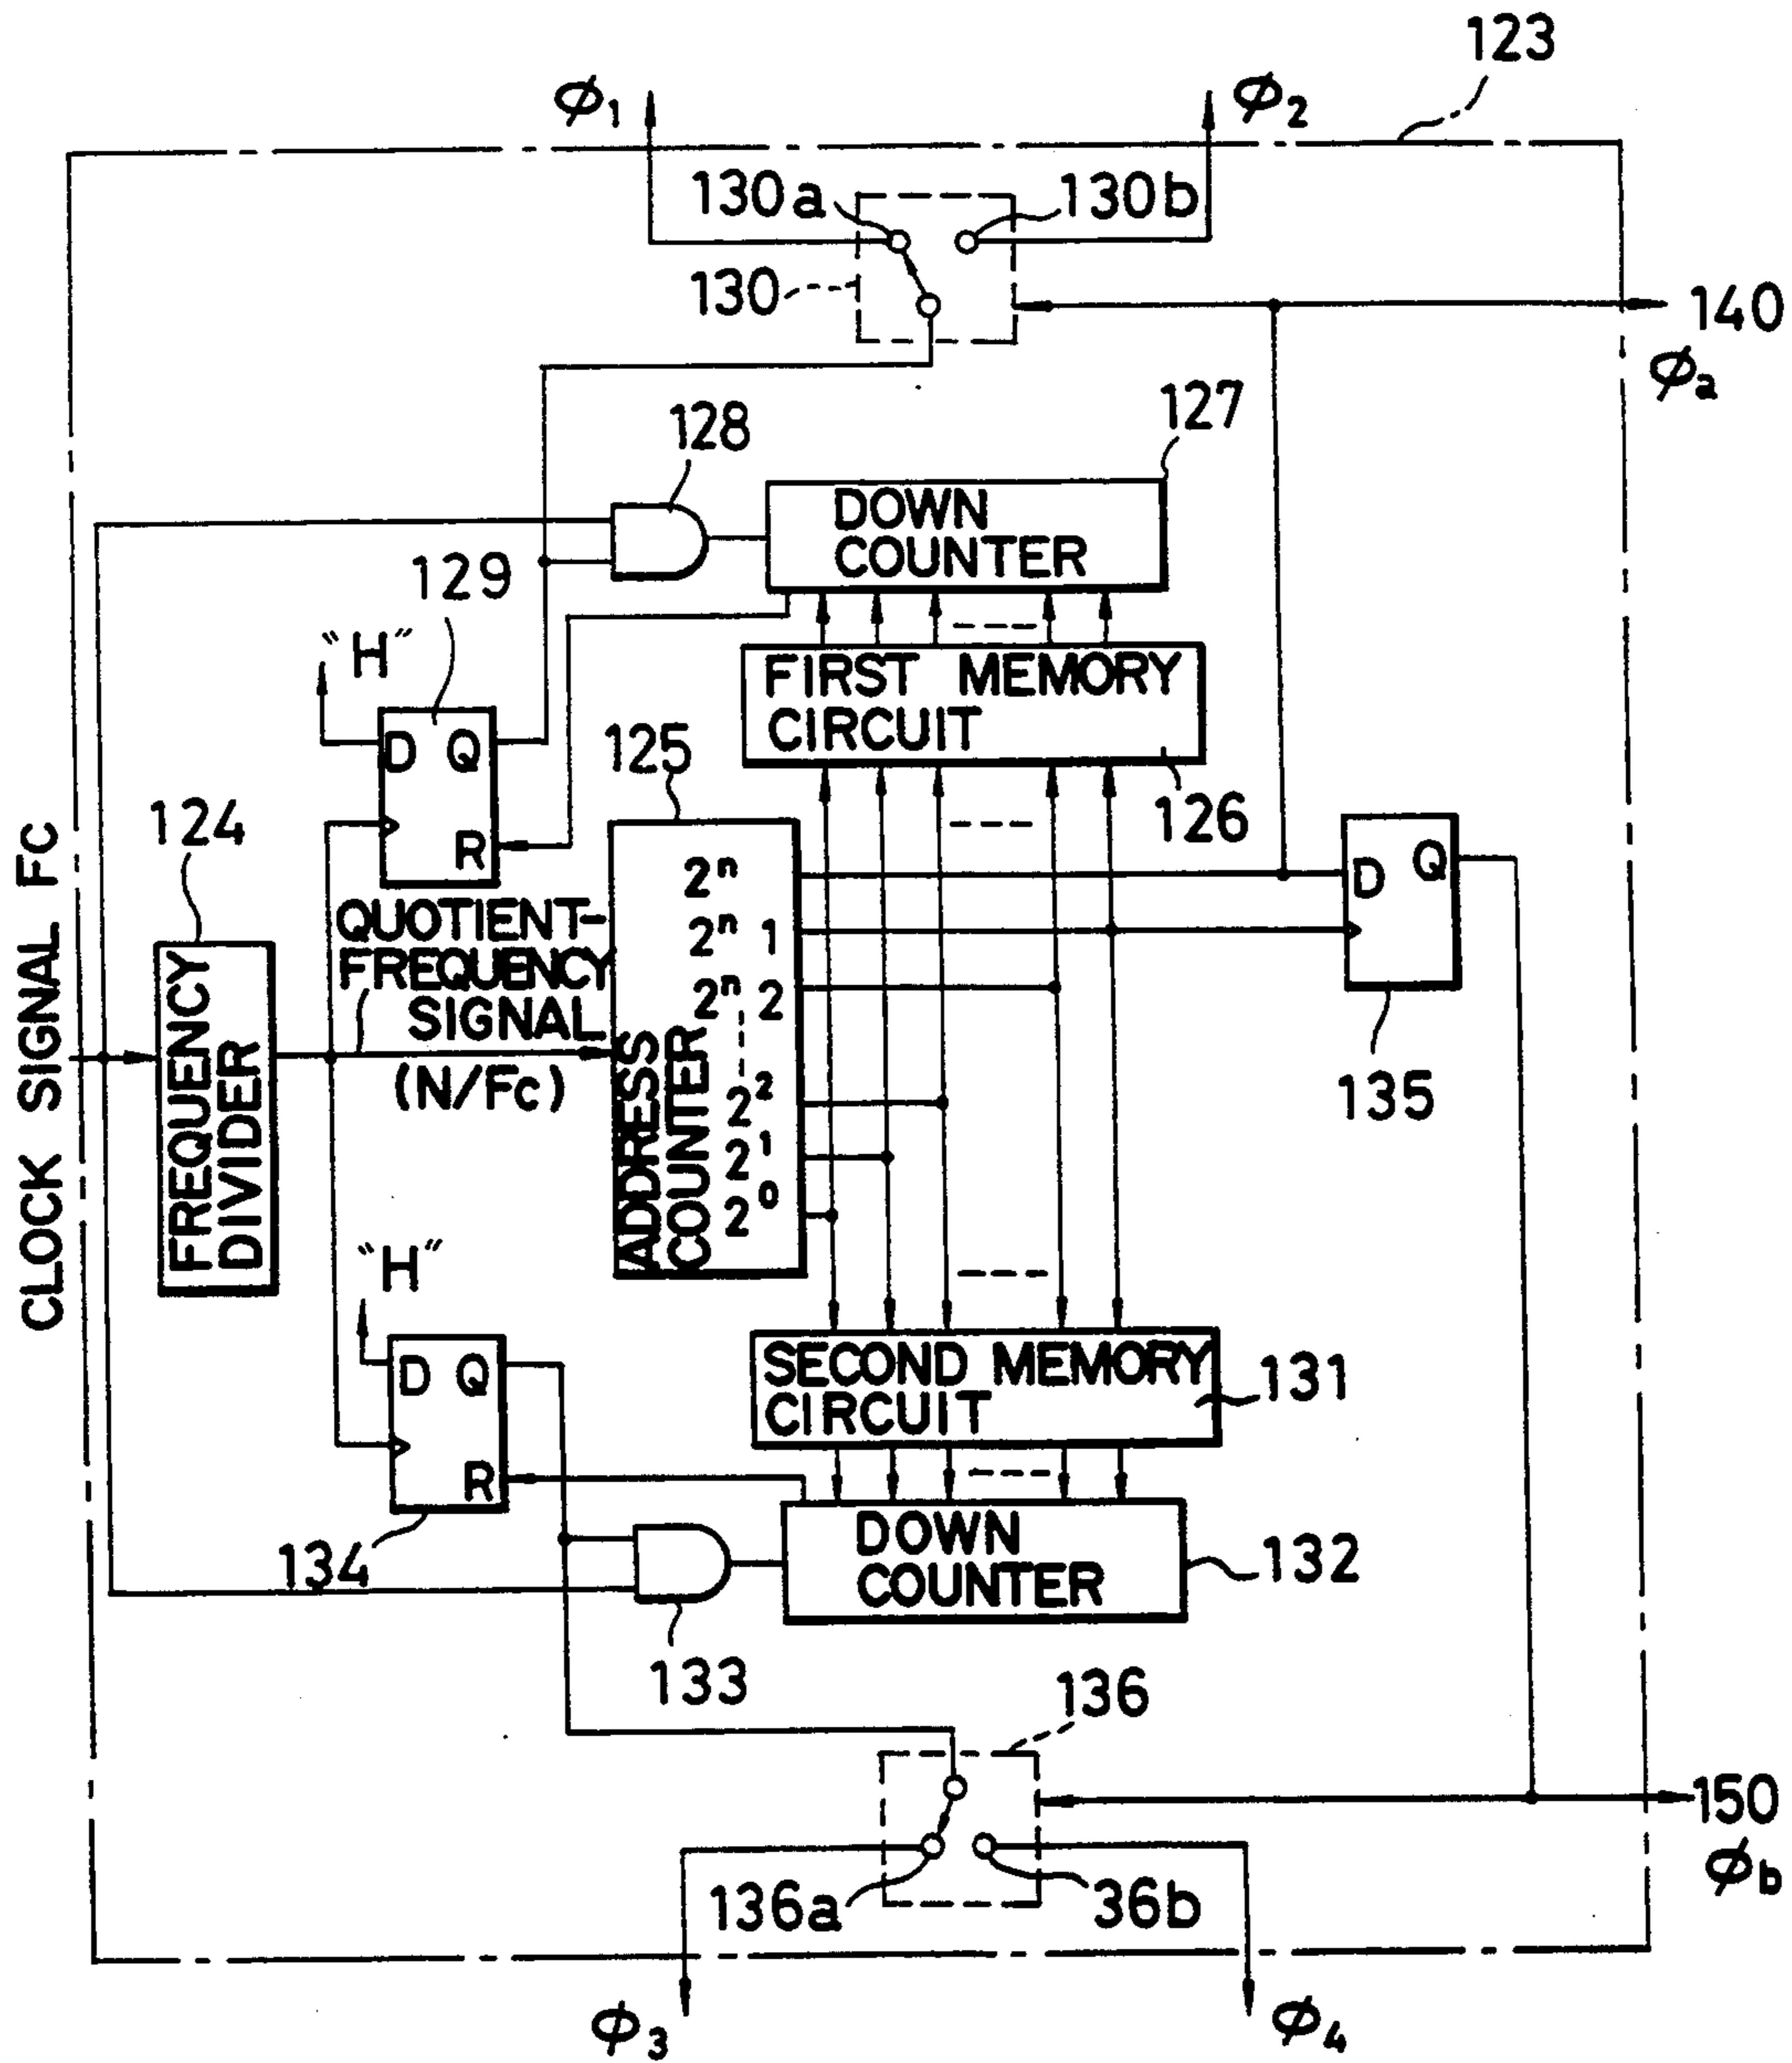 123
ϕ1
ϕ2
130a
130b
130
140
ϕa
127
128
DOWN
COUNTER
129
"H"
FIRST MEMORY
CIRCUIT
D Q
R
125
126
124
CLOCK SIGNAL Fc
FREQUENCY
DIVIDER
QUOTIENT-
FREQUENCY
SIGNAL
(N/Fc)
ADDRESS
COUNTER
2ⁿ
2ⁿ 1
2ⁿ 2
2²
2¹
2⁰
D Q
135
"H"
D Q
R
134
SECOND MEMORY
CIRCUIT
131
DOWN
COUNTER
132
133
136
150
ϕb
136a
36b
ϕ3
ϕ4